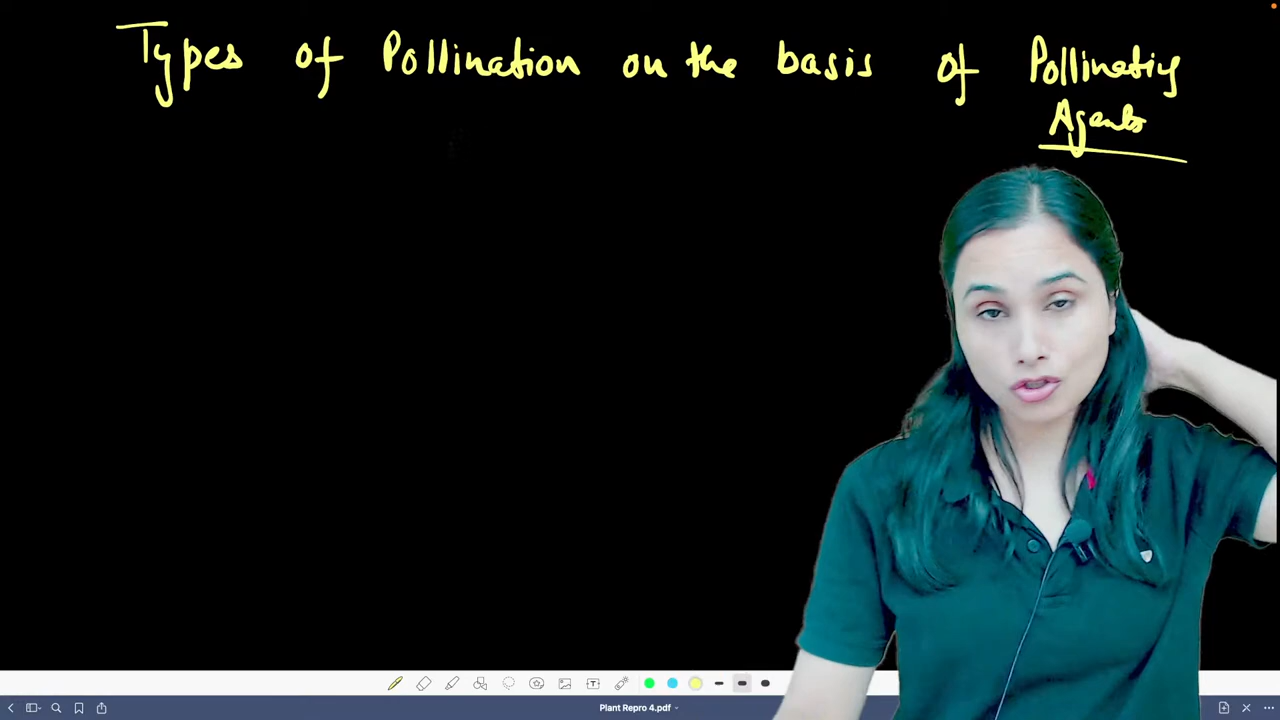 Types of Pollination on the basis of Pollinating
Agents
Plant Repro 4.pdf